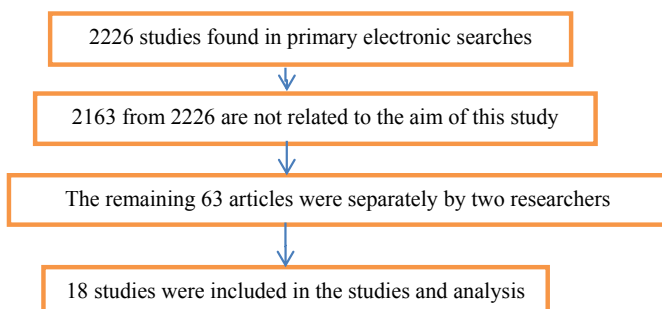 2226 studies found in primary electronic searches
2163 from 2226 are not related to the aim of this study
The remaining 63 articles were separately by two researchers
18 studies were included in the studies and analysis